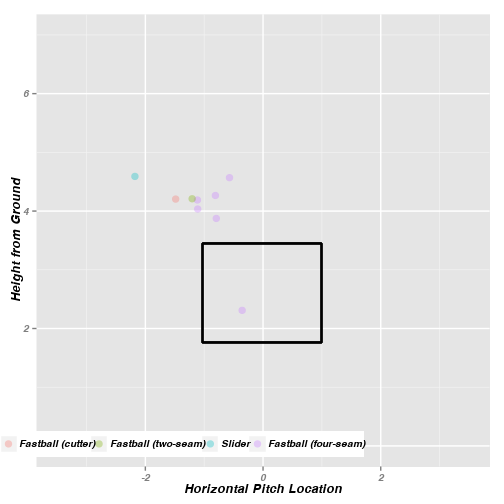 6
4
2
Height from Ground
Fastball (cutter) Fastball (two-seam) Slider Fastball (four-seam)
-2 0 2
Horizontal Pitch Location